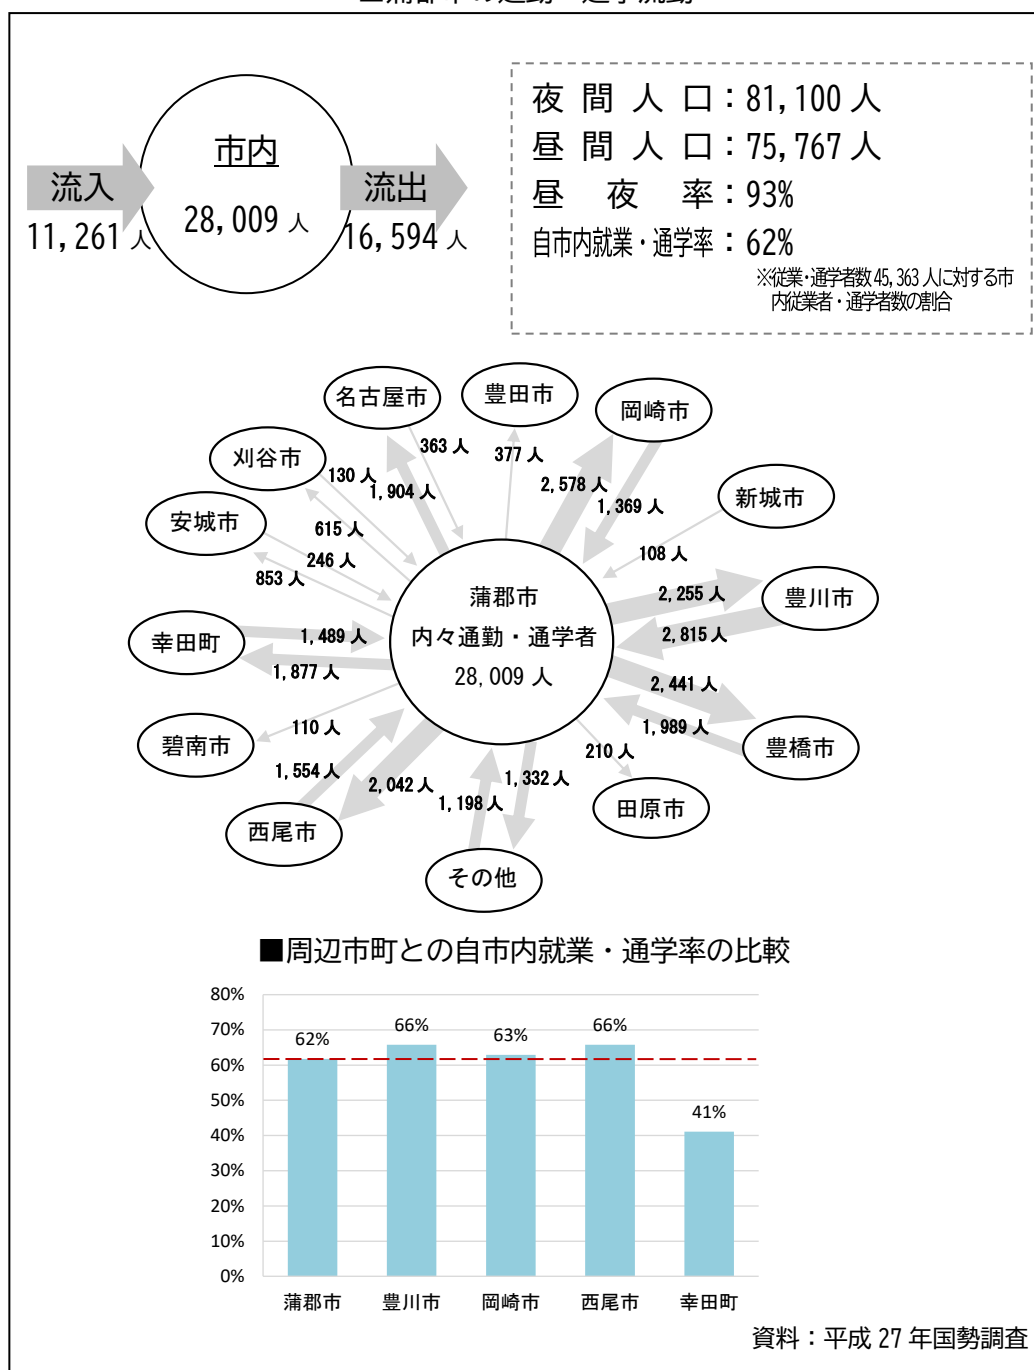 市内
28,009 人
流入
11,261 人
流出
16,594 人
夜間人口：81,100 人
昼間人口：75,767 人
昼夜率：93%
自市内就業・通学率：62%
※従業・通学者数45,363 人に対する市
内従業者・通学者数の割合
名古屋市
豊田市
岡崎市
刈谷市
新城市
安城市
豊川市
幸田町
碧南市
豊橋市
西尾市
田原市
その他
363 人
377 人
130 人
1,904 人
2,578 人
1,369 人
615 人
246 人
853 人
108 人
2,255 人
2,815 人
蒲郡市
内々通勤・通学者
28,009 人
1,489 人
1,877 人
2,441 人
1,989 人
110 人
1,554 人
2,042 人
1,198 人
1,332 人
210 人
■周辺市町との自市内就業・通学率の比較
80%
70%
60%
50%
40%
30%
20%
10%
0%
62%
66%
63%
66%
41%
蒲郡市
豊川市
岡崎市
西尾市
幸田町
資料：平成 27 年国勢調査